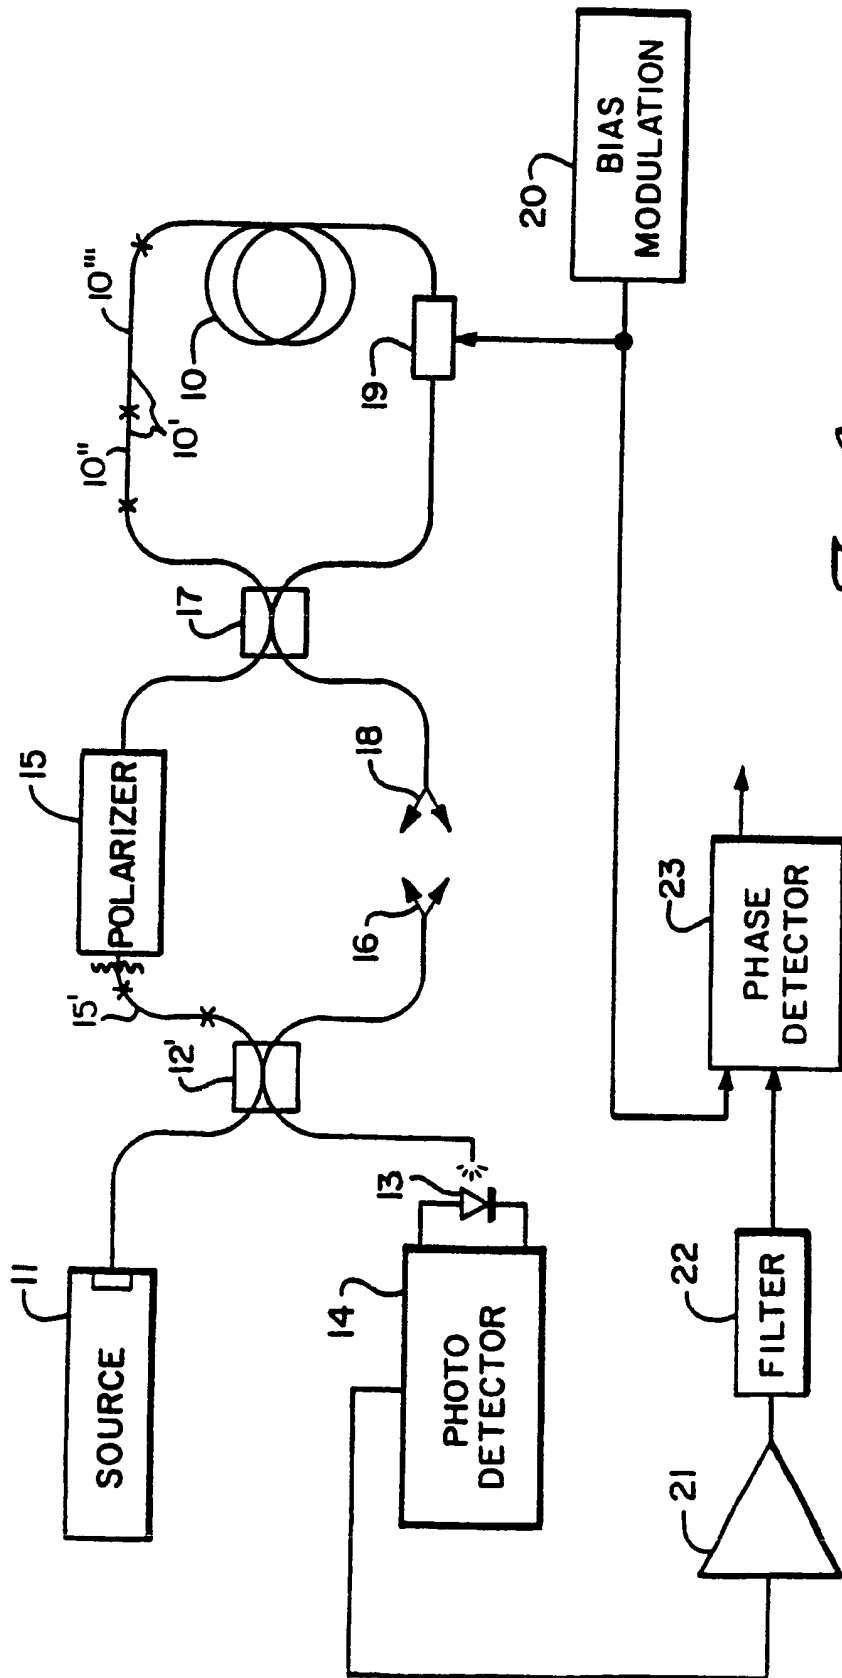 11
SOURCE
12'
15'
15
POLARIZER
17
10"
10'
10'''
10
13
14
PHOTO
DETECTOR
16
18
19
20
BIAS
MODULATION
21
22
FILTER
23
PHASE
DETECTOR